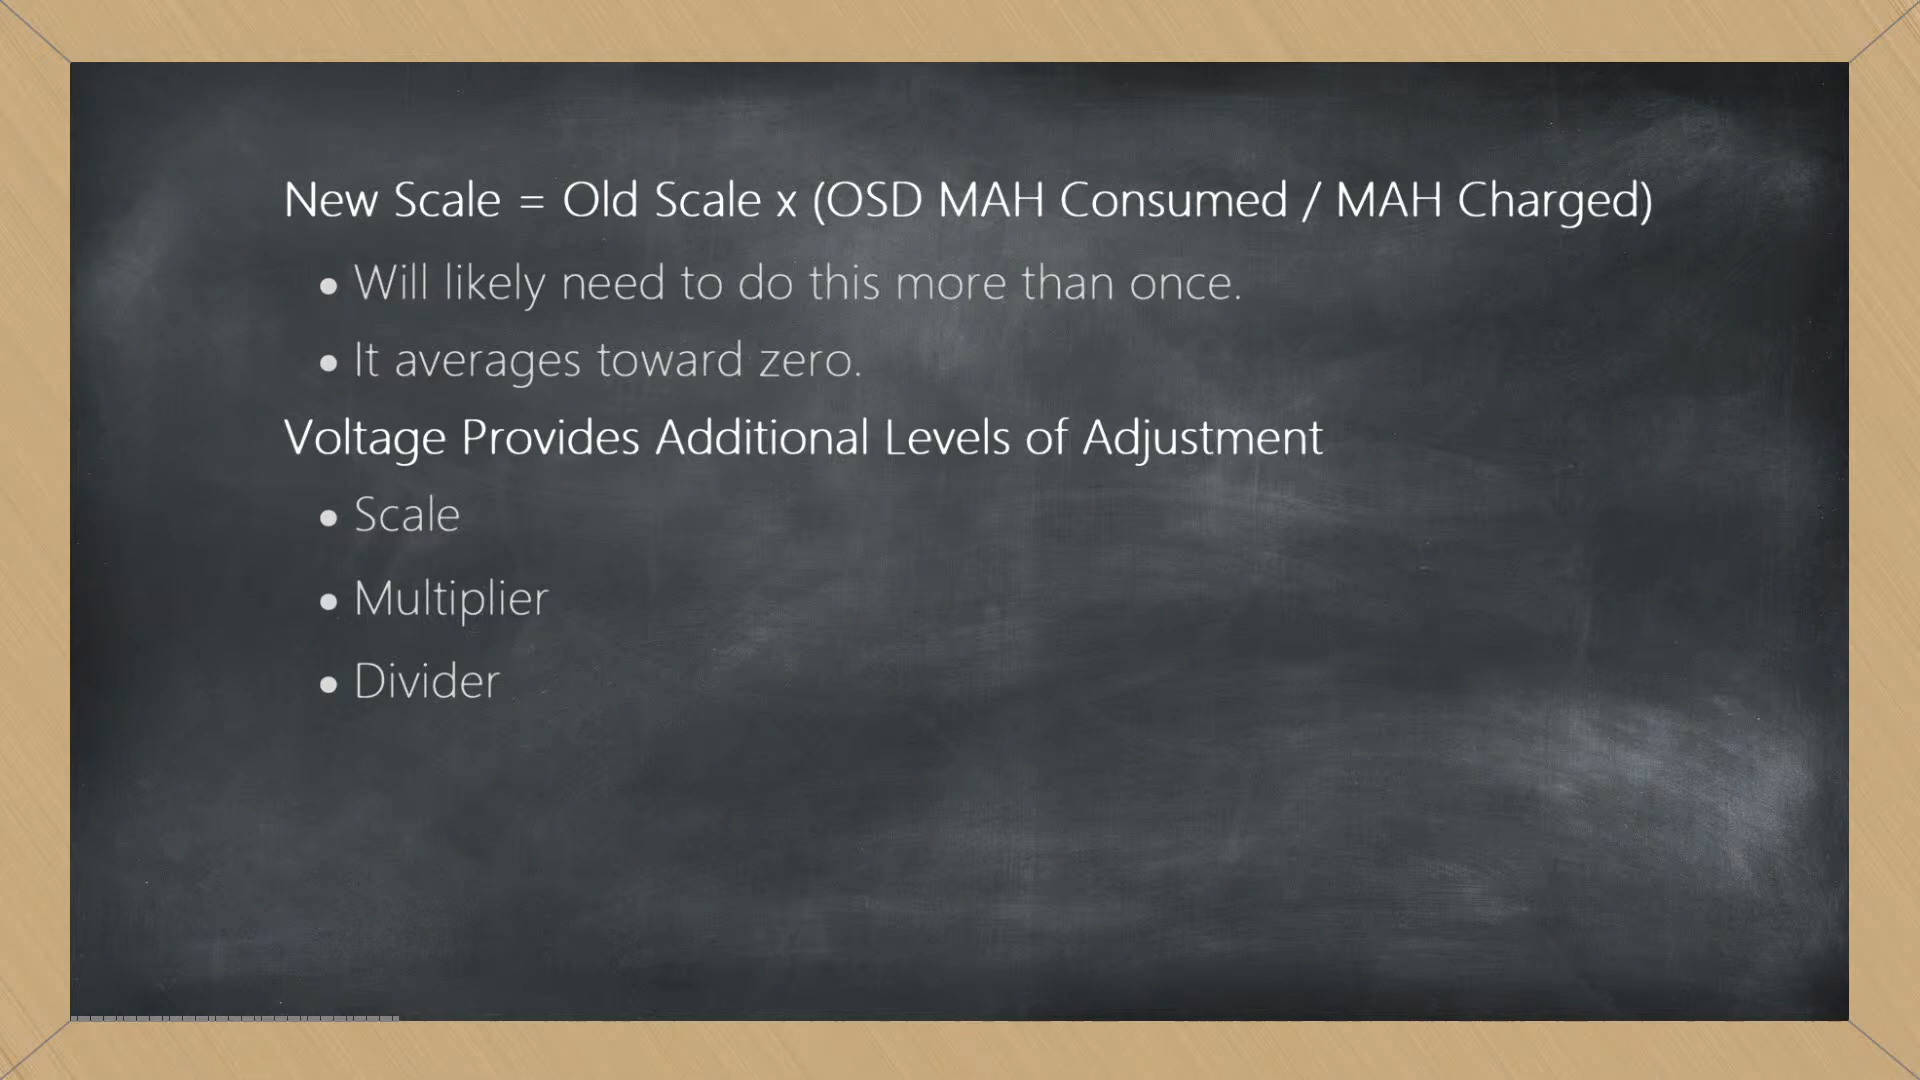 New Scale = Old Scale x (OSD MAH Consumed / MAH Charged)
• Will likely need to do this more than once.
• It averages toward zero.
Voltage Provides Additional Levels of Adjustment
• Scale
• Multiplier
• Divider